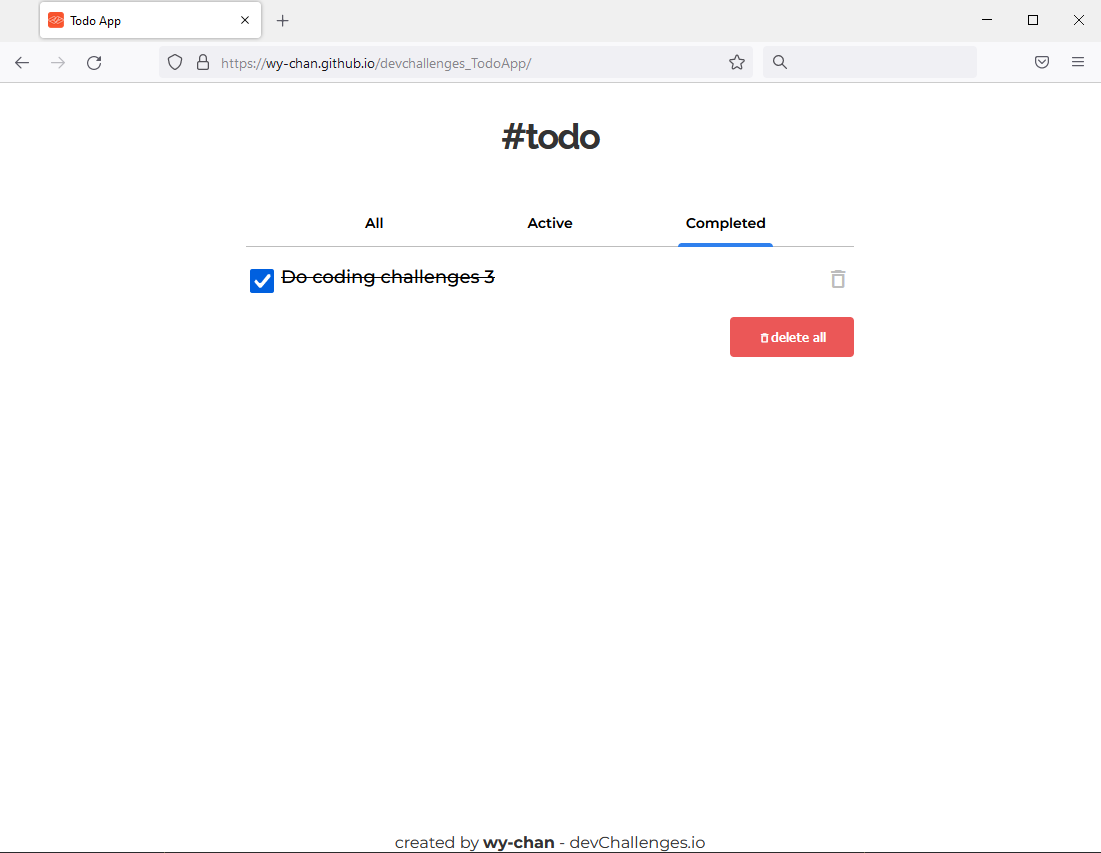 Todo App
https://wy-chan.github.io/devchallenges_TodoApp/
#todo
All Active Completed
Do coding challenges 3
delete all
created by wy-chan - devChallenges.io